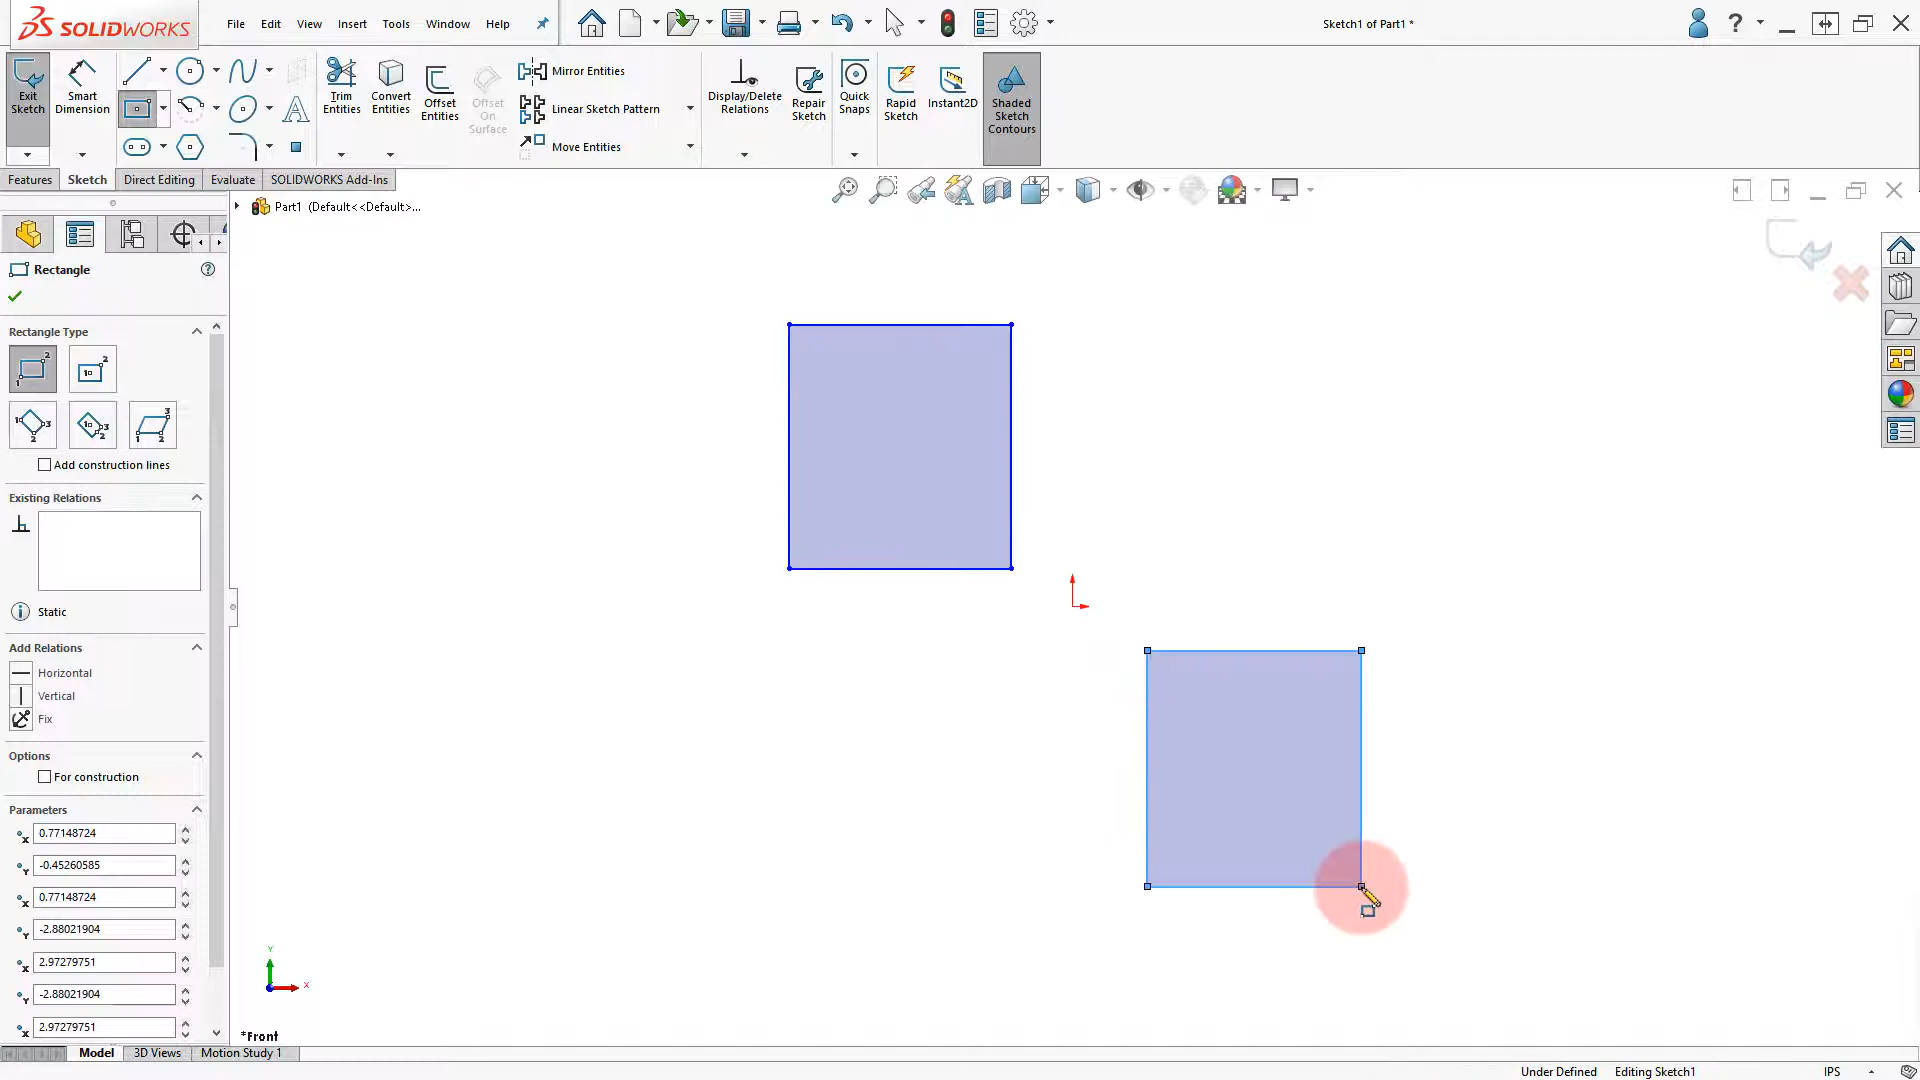 SOLIDWORKS
File Edit View Insert Tools Window Help
Sketch1 of Part1 *
Exit Sketch
Smart Dimension
Trim Entities
Convert Entities
Offset Entities
Offset On Surface
Mirror Entities
Linear Sketch Pattern
Move Entities
Display/Delete Relations
Repair Sketch
Quick Snaps
Rapid Sketch
Instant2D
Shaded Sketch Contours
Features Sketch Direct Editing Evaluate SOLIDWORKS Add-Ins
Part1 (Default<<Default>...
Rectangle
Rectangle Type
Add construction lines
Existing Relations
Static
Add Relations
Horizontal
Vertical
Fix
Options
For construction
Parameters
0.77148724
-0.45260585
0.77148724
-2.88021904
2.97279751
-2.88021904
2.97279751
Y
X
*Front
Model 3D Views Motion Study 1
Under Defined Editing Sketch1 IPS